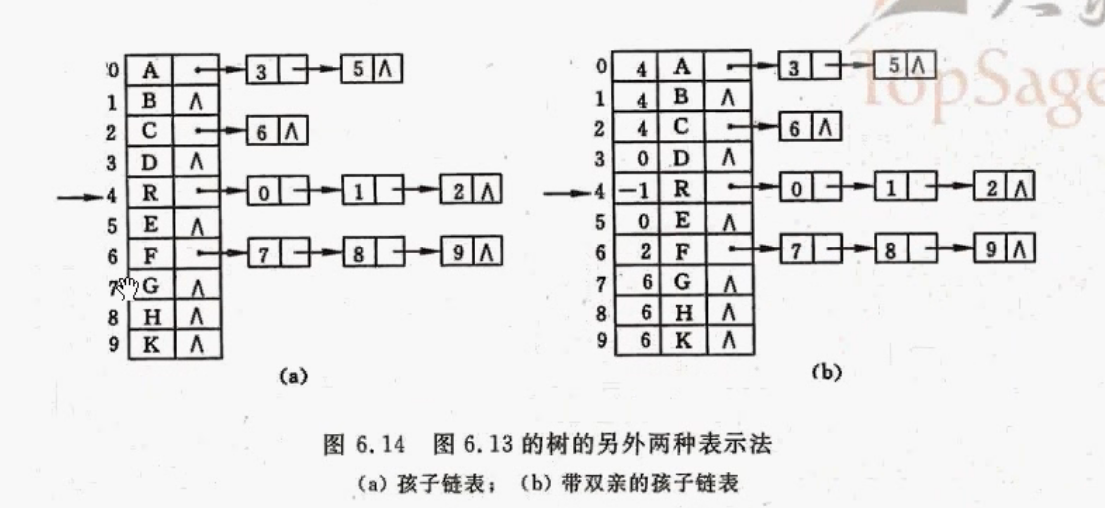 TopSage
0 A 3 5 ∧
1 B ∧
2 C 6 ∧
3 D ∧
4 R 0 1 2 ∧
5 E ∧
6 F 7 8 9 ∧
7 G ∧
8 H ∧
9 K ∧
(a)
0 4 A 3 5 ∧
1 4 B ∧
2 4 C 6 ∧
3 0 D ∧
4 -1 R 0 1 2 ∧
5 0 E ∧
6 2 F 7 8 9 ∧
7 6 G ∧
8 6 H ∧
9 6 K ∧
(b)
图 6.14 图 6.13 的树的另外两种表示法
(a) 孩子链表； (b) 带双亲的孩子链表